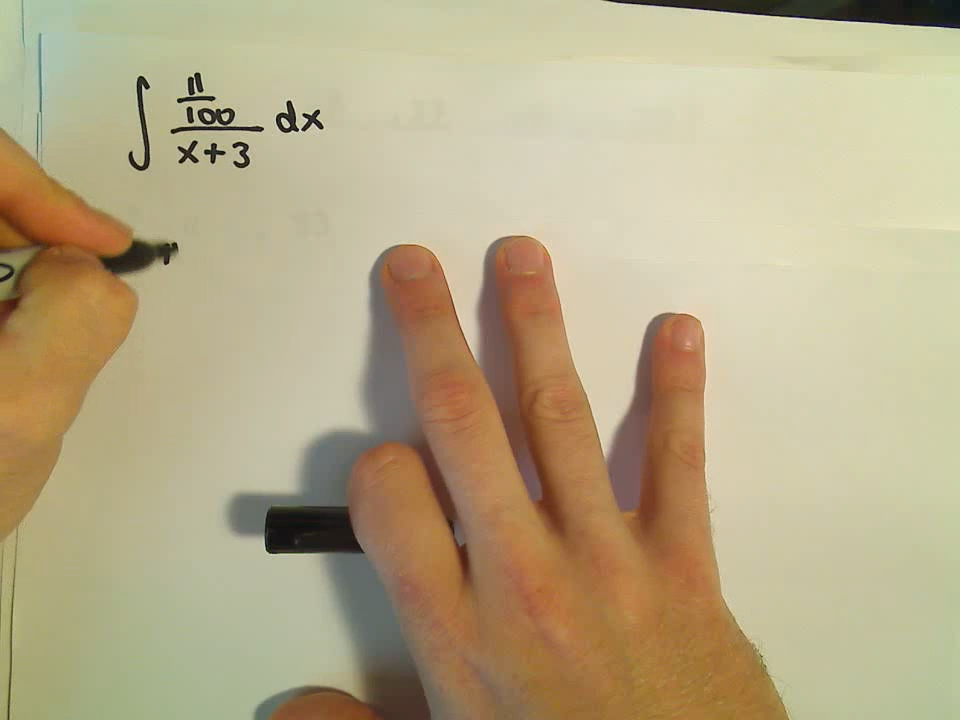 ∫ (11/100)/(x+3) dx